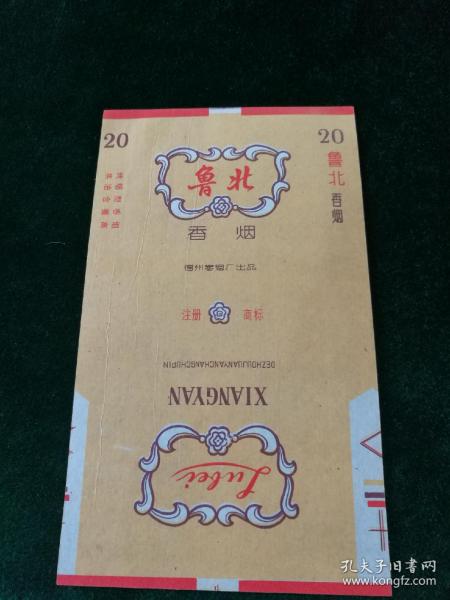 20
鲁北
香烟
德州卷烟厂出品
注册 商标
DEZHOUJUANYANCHANGCHUPIN
XIANGYAN
Lubei
20
鲁北
香烟
孔夫子旧书网
www.kongfz.com